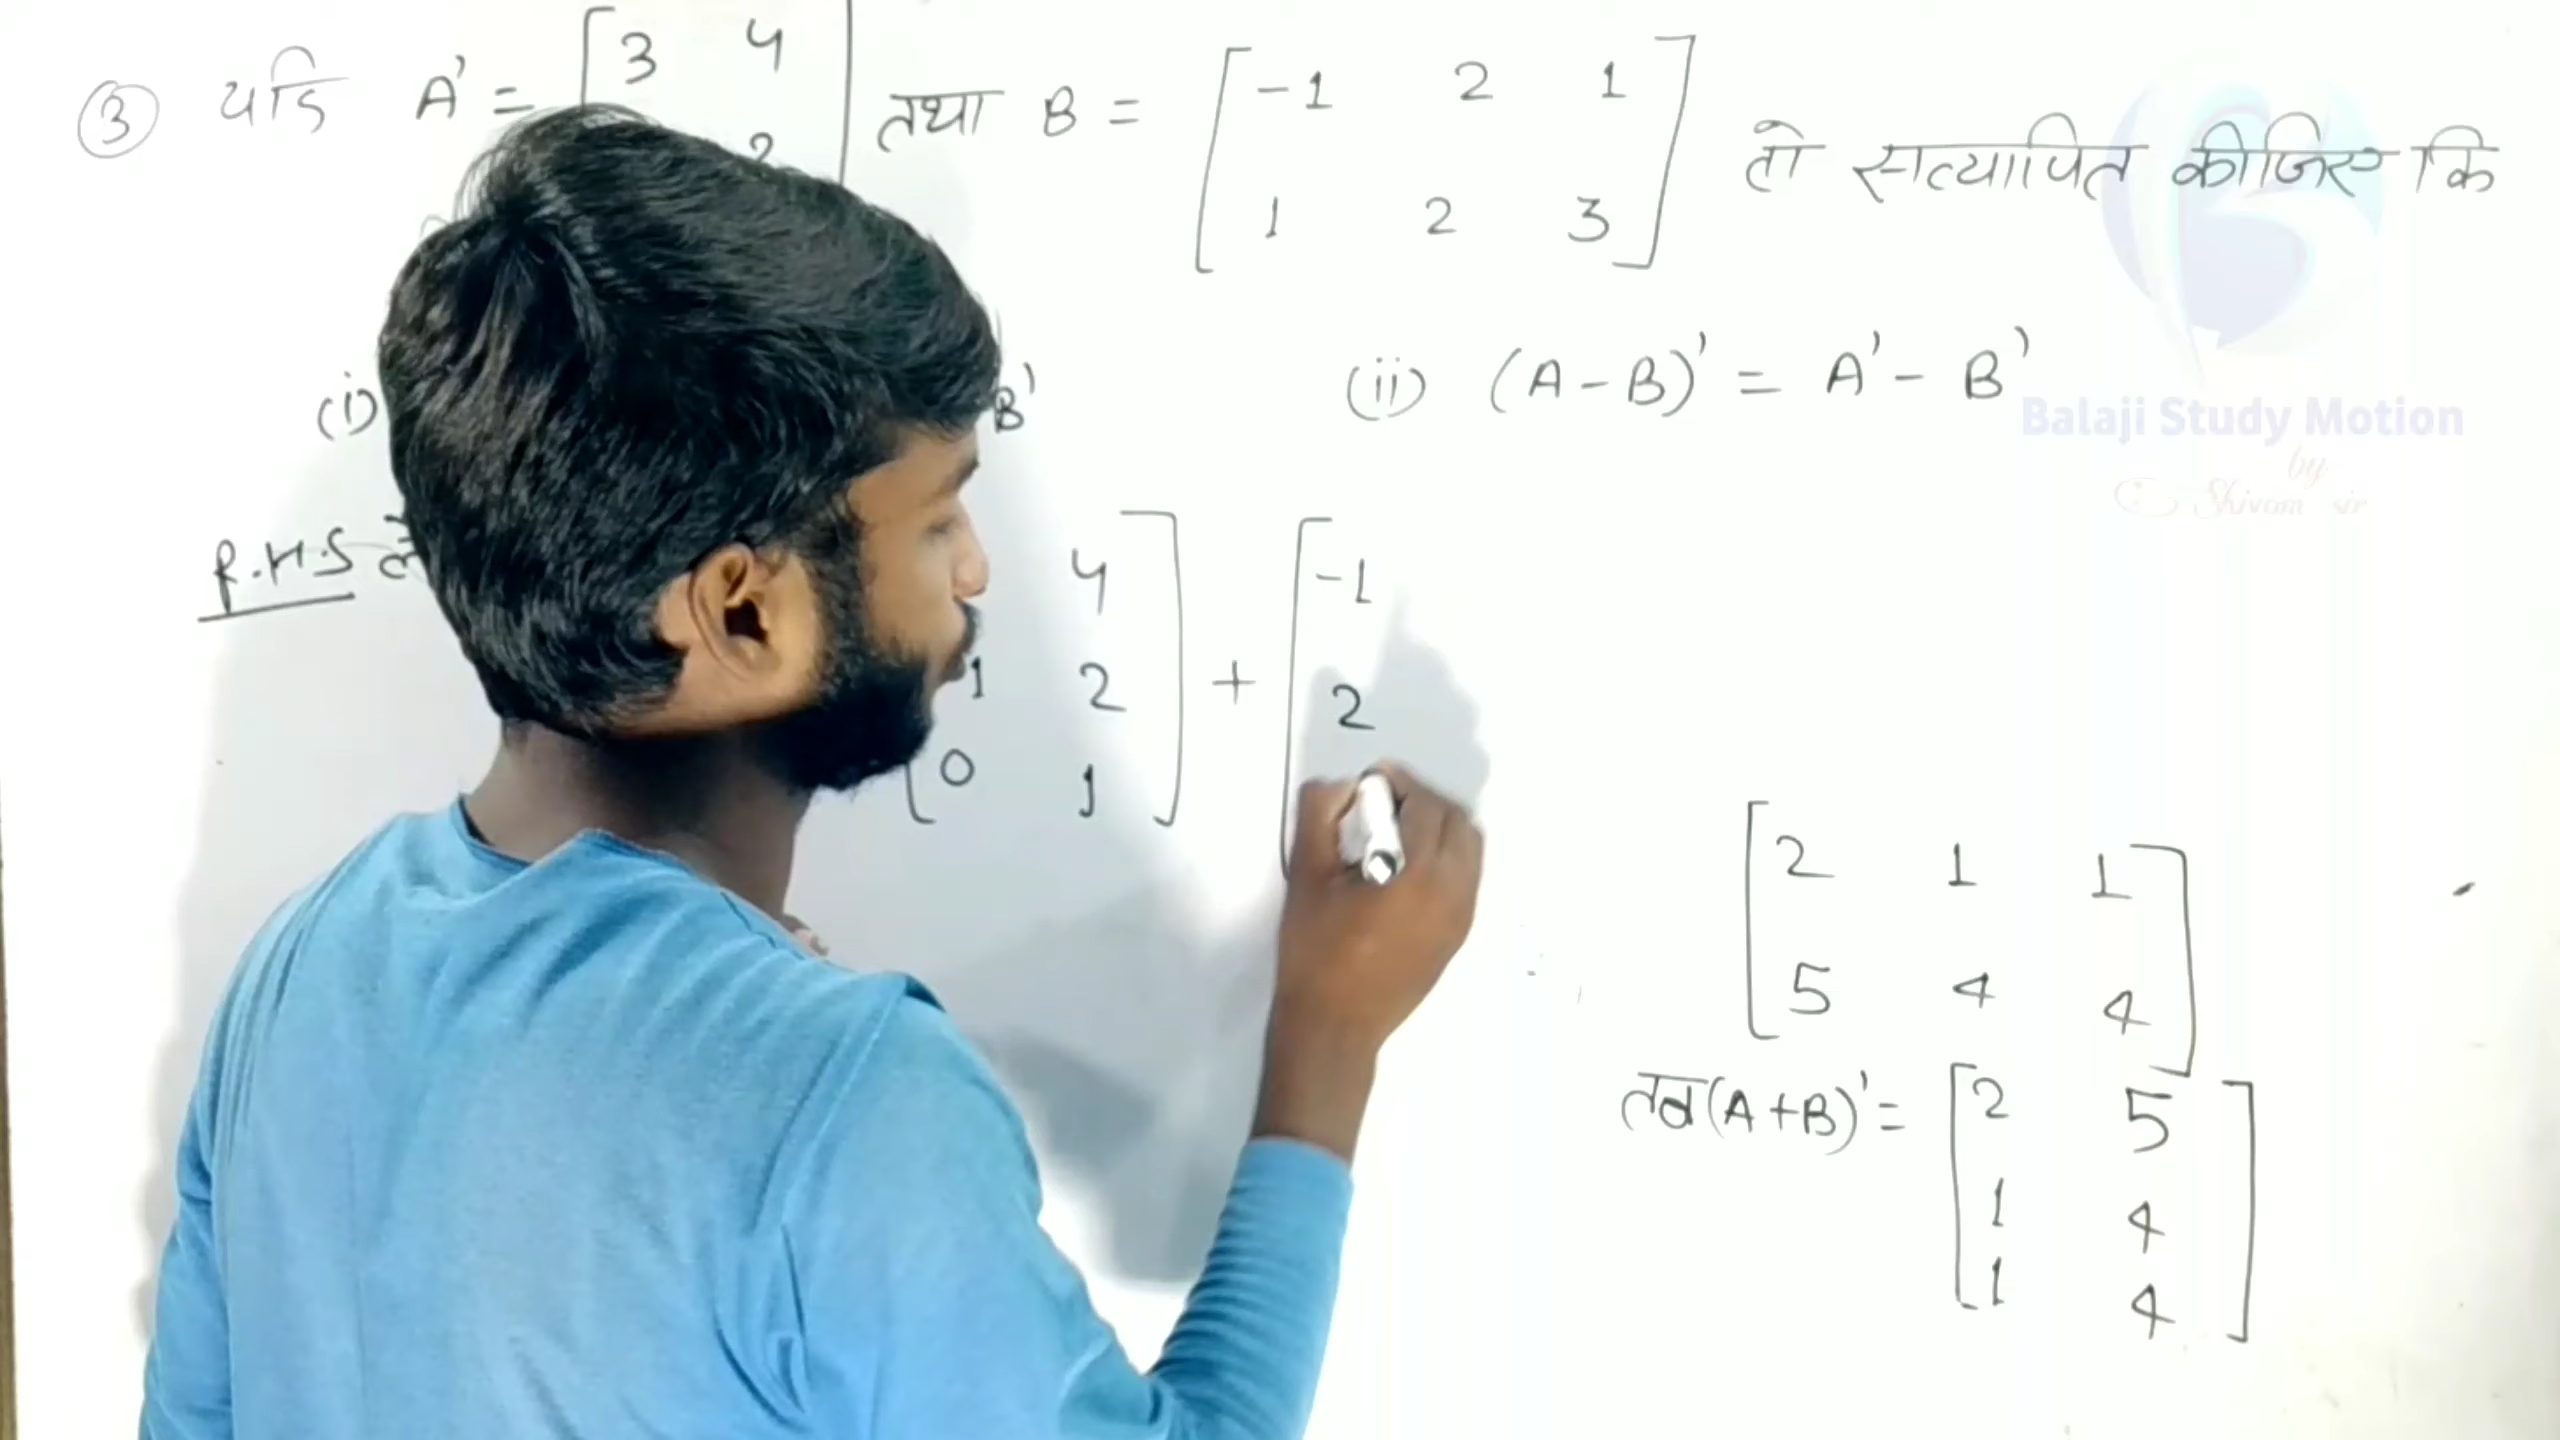 ③ यदि A' = [ 3 4 तथा B = [ -1 2 1 ] तो सत्यापित कीजिए कि
2
1 2 3
(i) B' (ii) (A - B)' = A' - B'
Balaji Study Motion
by
Shivam sir
R.H.S से
4 ] + [ -1
1 2 2
0 1
[ 2 1 1 ]
5 4 4
तब (A + B)' = [ 2 5 ]
1 4
1 4